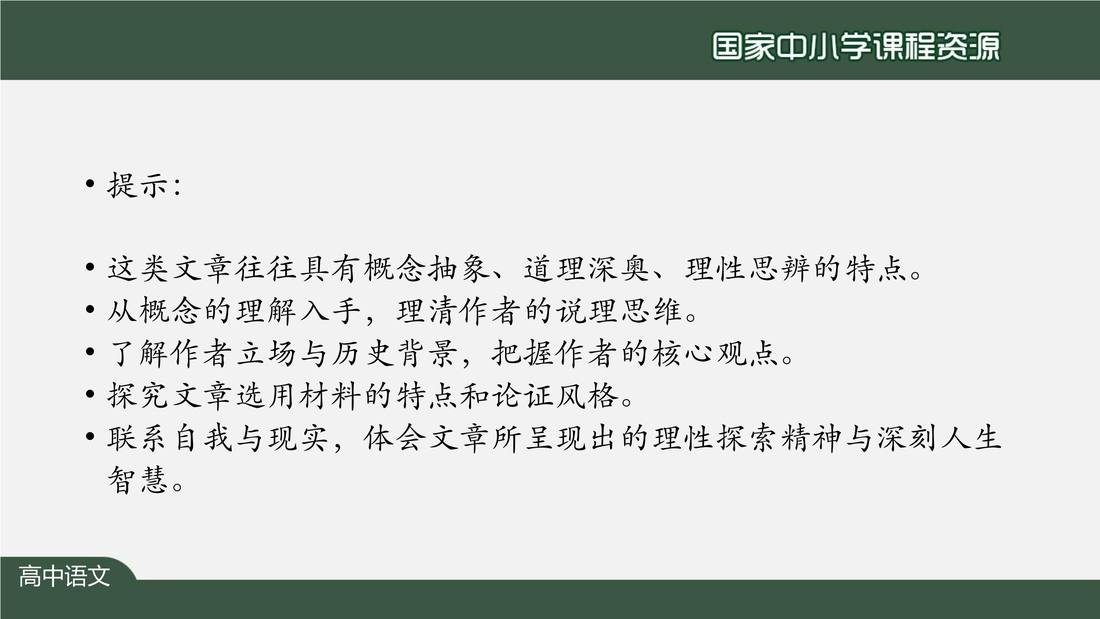 国家中小学课程资源
• 提示：
• 这类文章往往具有概念抽象、道理深奥、理性思辨的特点。
• 从概念的理解入手，理清作者的说理思维。
• 了解作者立场与历史背景，把握作者的核心观点。
• 探究文章选用材料的特点和论证风格。
• 联系自我与现实，体会文章所呈现出的理性探索精神与深刻人生
智慧。
高中语文